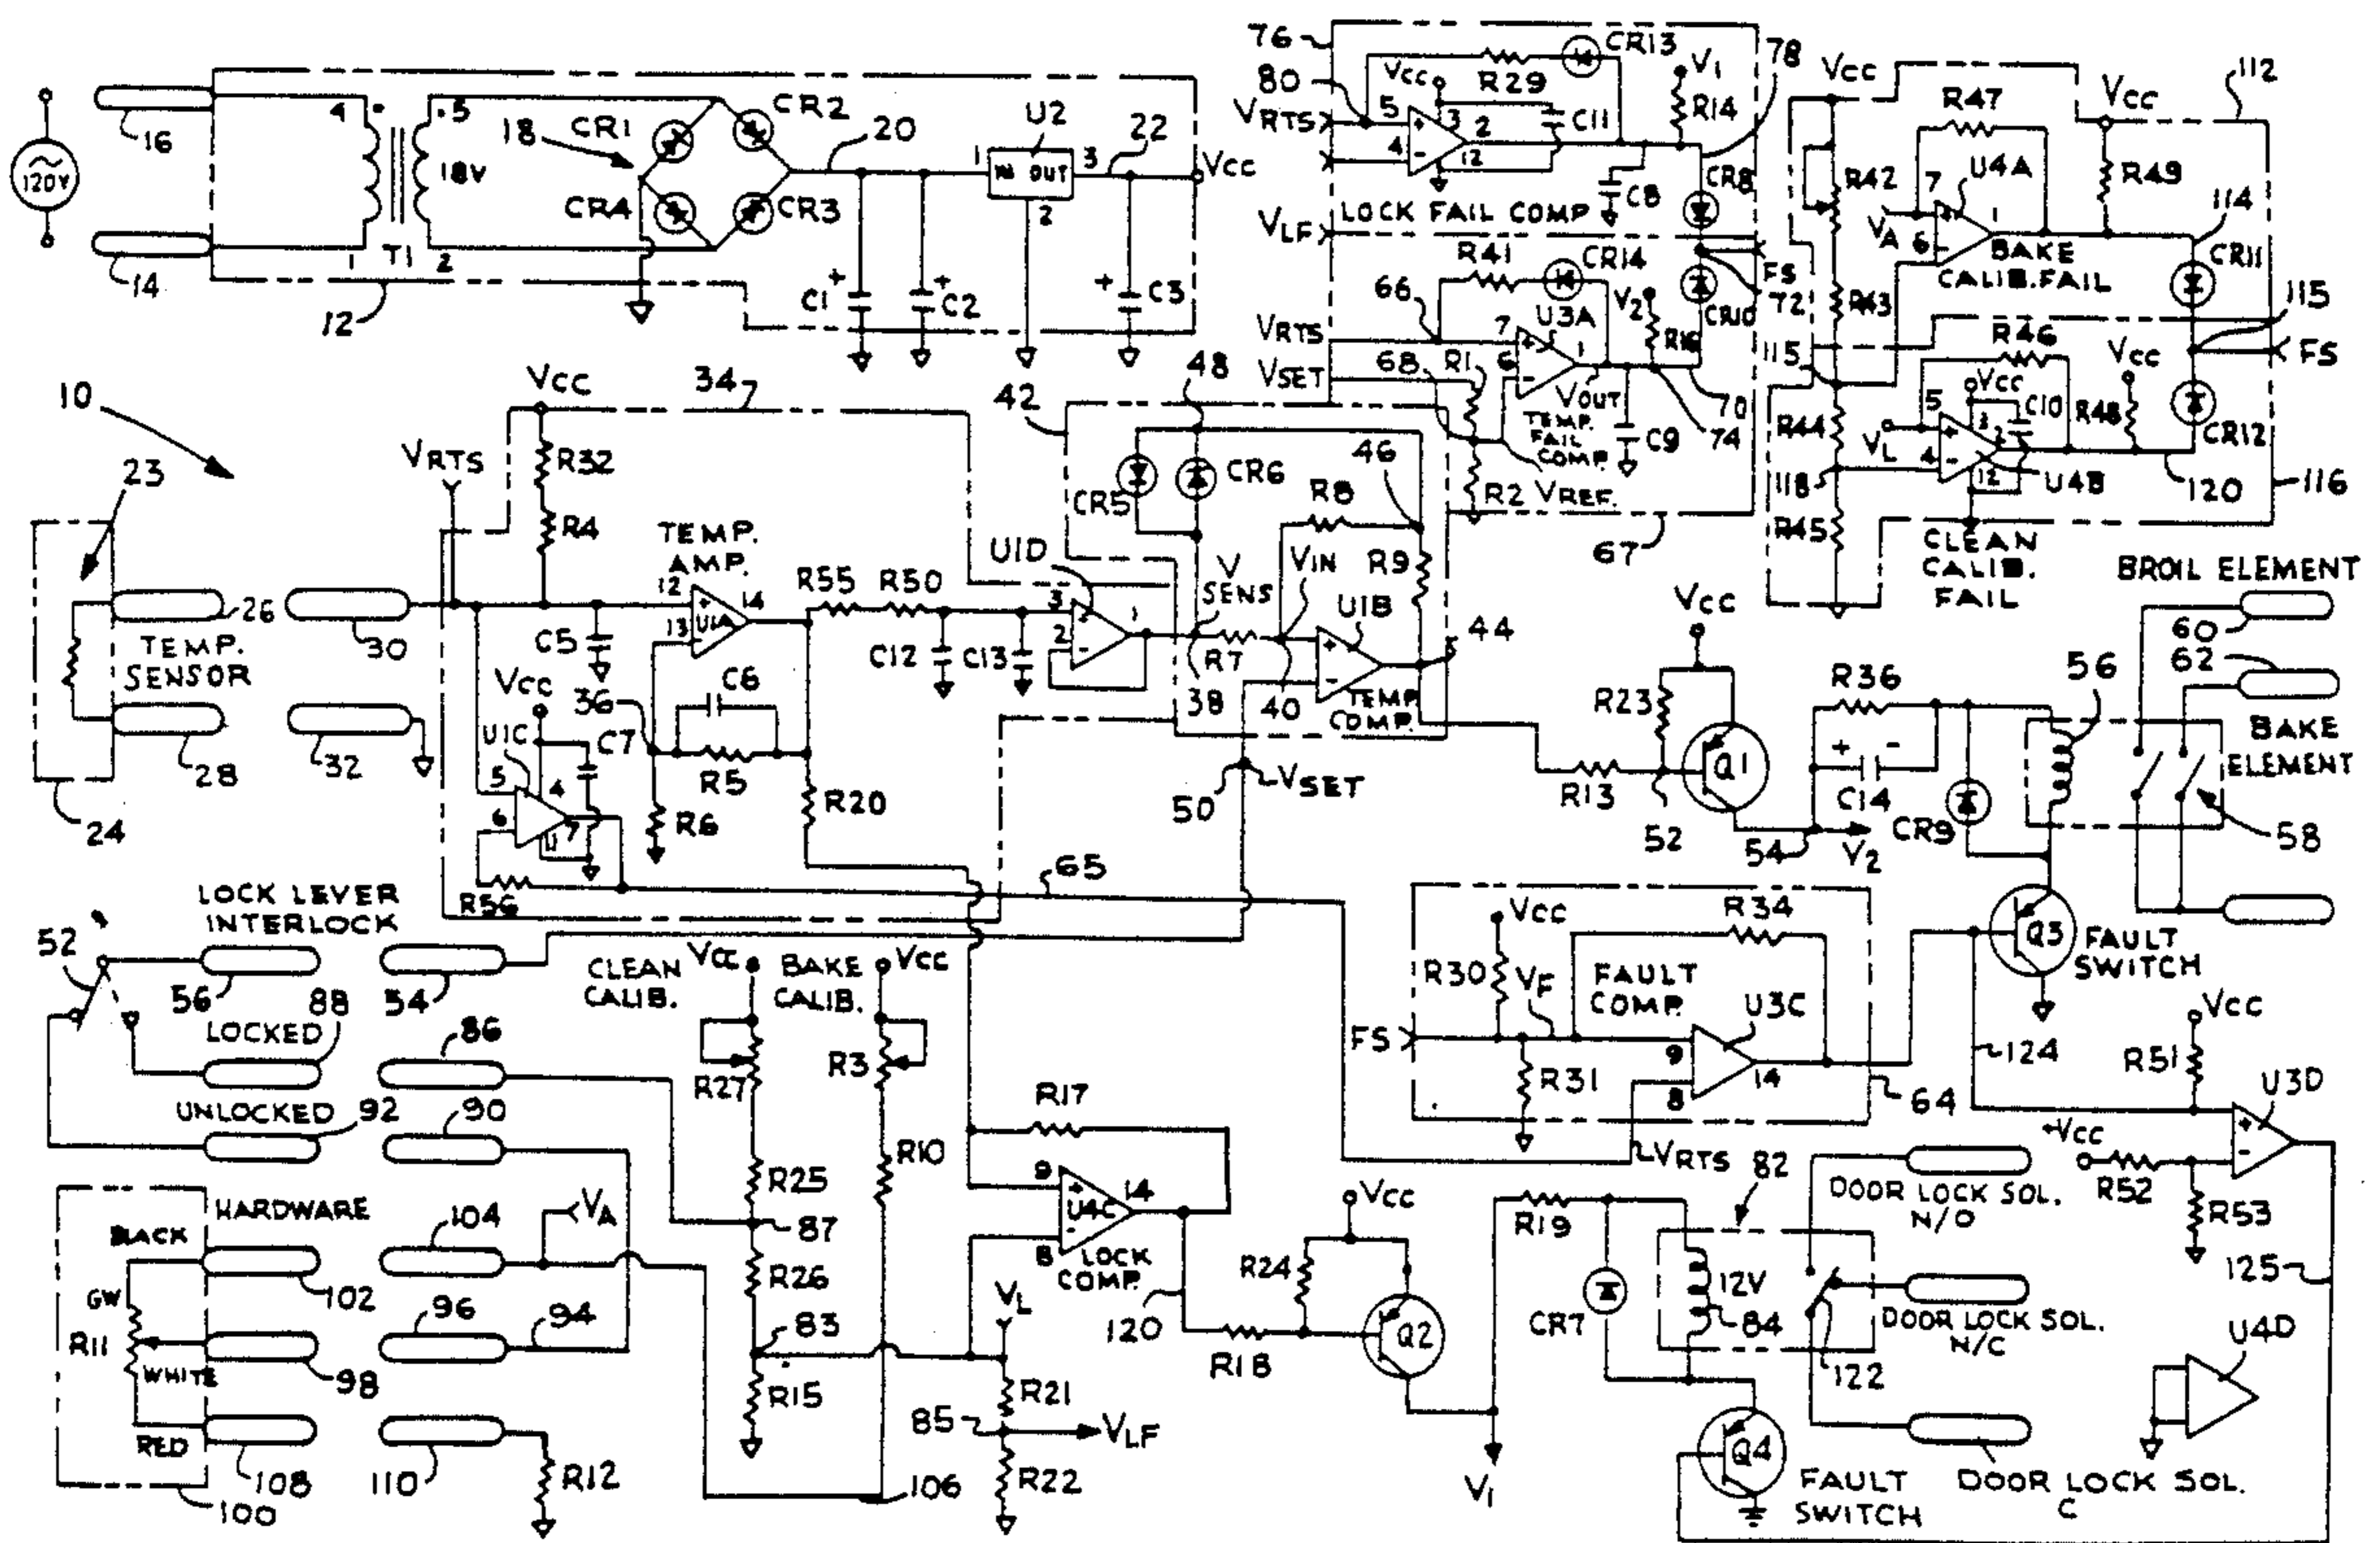 120V
16
14
12
4
5
18V
1
T1
2
18
CR1
CR2
CR4
CR3
20
C1
+
C2
+
1
U2
IN OUT
3
2
22
+
C3
VCC
76
80
VRTS
VLF
5
4
VCC
3
2
12
R29
CR13
C11
V1
R14
78
C8
CR8
LOCK FAIL COMP
FS
72
R41
CR14
66
VRTS
VSET
68
R1
7
6
U3A
1
V2
R16
CR10
VOUT
TEMP.
FAIL
COMP.
C9
70
74
R2
VREF.
67
VCC
112
VCC
R47
R42
U4A
7
VA
6
1
R49
114
BAKE
CALIB. FAIL
CR11
R43
115
115
R46
FS
VCC
VCC
5
3
C10
R48
R44
VL
4
2
12
CR12
118
U4B
120
116
R45
CLEAN
CALIB.
FAIL
10
23
VRTS
VCC
34
R32
R4
TEMP.
AMP.
12
13
U1A
14
R55
R50
C5
26
30
TEMP.
SENSOR
28
32
24
VCC
U1C
C7
5
4
6
7
11
R56
36
C6
R5
R6
R20
C12
C13
U1D
3
2
1
42
48
CR5
CR6
46
R8
R9
V
SENS
VIN
U1B
R7
38
40
TEMP.
COMP.
44
50
VSET
65
VCC
R23
R13
52
Q1
54
V2
R36
+
-
C14
CR9
56
BROIL ELEMENT
60
62
BAKE
ELEMENT
58
Q3
FAULT
SWITCH
LOCK LEVER
INTERLOCK
52
56
54
88
LOCKED
86
UNLOCKED
92
90
HARDWARE
BLACK
104
VA
102
GW
R11
WHITE
96
94
98
RED
108
110
100
R12
CLEAN
CALIB.
VCC
BAKE
CALIB.
VCC
R27
R3
R25
R10
87
R26
83
R15
106
VL
R21
85
VLF
R22
R17
9
8
U4C
14
LOCK
COMP.
120
R18
R24
VCC
Q2
V1
VCC
R34
R30
VF
FAULT
COMP.
U3C
FS
9
8
14
R31
64
VRTS
R19
CR7
82
12V
84
122
Q4
FAULT
SWITCH
DOOR LOCK SOL.
N/O
DOOR LOCK SOL.
N/C
DOOR LOCK SOL.
C
124
VCC
R51
U3D
+VCC
R52
R53
125
U4D